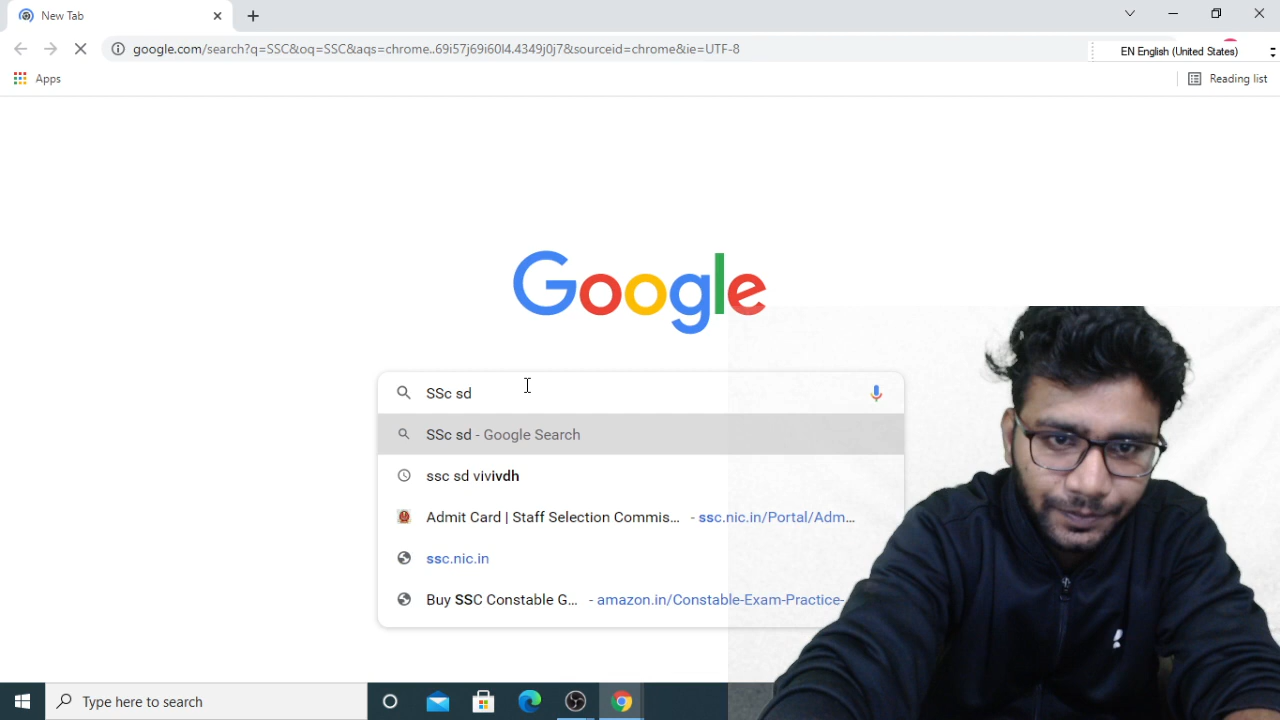 New Tab
google.com/search?q=SSC&oq=SSC&aqs=chrome..69i57j69i60l4.4349j0j7&sourceid=chrome&ie=UTF-8
EN English (United States)
Apps
Reading list
Google
SSc sd
SSc sd - Google Search
ssc sd vivivdh
Admit Card | Staff Selection Commis... - ssc.nic.in/Portal/Adm...
ssc.nic.in
Buy SSC Constable G... - amazon.in/Constable-Exam-Practice-
Type here to search